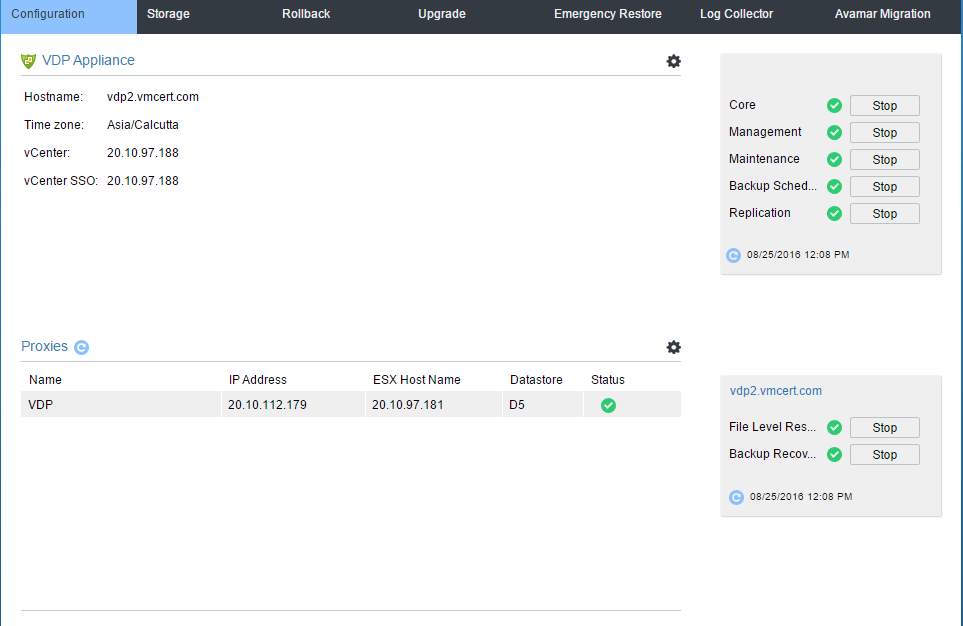 Configuration Storage Rollback Upgrade Emergency Restore Log Collector Avamar Migration
VDP Appliance
Hostname: vdp2.vmcert.com
Time zone: Asia/Calcutta
vCenter: 20.10.97.188
vCenter SSO: 20.10.97.188
Core Stop
Management Stop
Maintenance Stop
Backup Sched... Stop
Replication Stop
08/25/2016 12:08 PM
Proxies
Name IP Address ESX Host Name Datastore Status
VDP 20.10.112.179 20.10.97.181 D5
vdp2.vmcert.com
File Level Res... Stop
Backup Recov... Stop
08/25/2016 12:08 PM